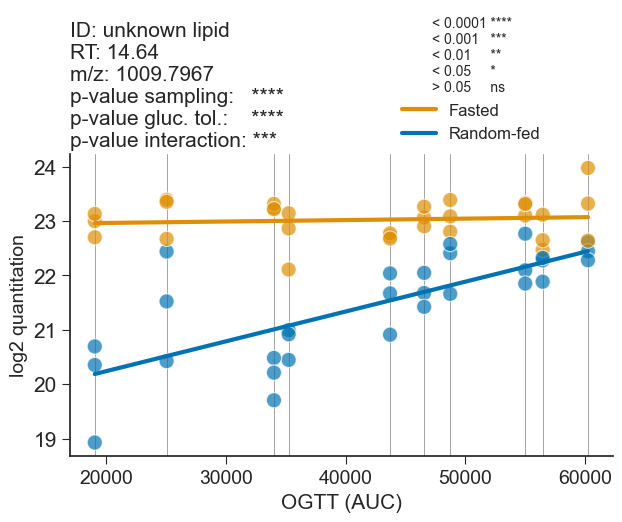 ID: unknown lipid
RT: 14.64
m/z: 1009.7967
p-value sampling: ****
p-value gluc. tol.: ****
p-value interaction: ***
< 0.0001 ****
< 0.001 ***
< 0.01 **
< 0.05 *
> 0.05 ns
Fasted
Random-fed
24
23
22
21
20
19
log2 quantitation
20000 30000 40000 50000 60000
OGTT (AUC)